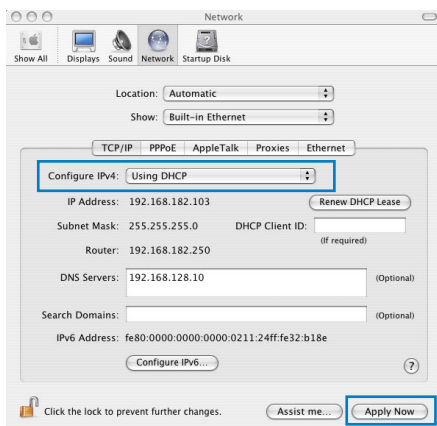 Network
Show All Displays Sound Network Startup Disk
Location: Automatic
Show: Built-in Ethernet
TCP/IP PPPoE AppleTalk Proxies Ethernet
Configure IPv4: Using DHCP
IP Address: 192.168.182.103 Renew DHCP Lease
Subnet Mask: 255.255.255.0 DHCP Client ID:
(If required)
Router: 192.168.182.250
DNS Servers: 192.168.128.10 (Optional)
Search Domains: (Optional)
IPv6 Address: fe80:0000:0000:0000:0211:24ff:fe32:b18e
Configure IPv6... ?
Click the lock to prevent further changes. Assist me... Apply Now